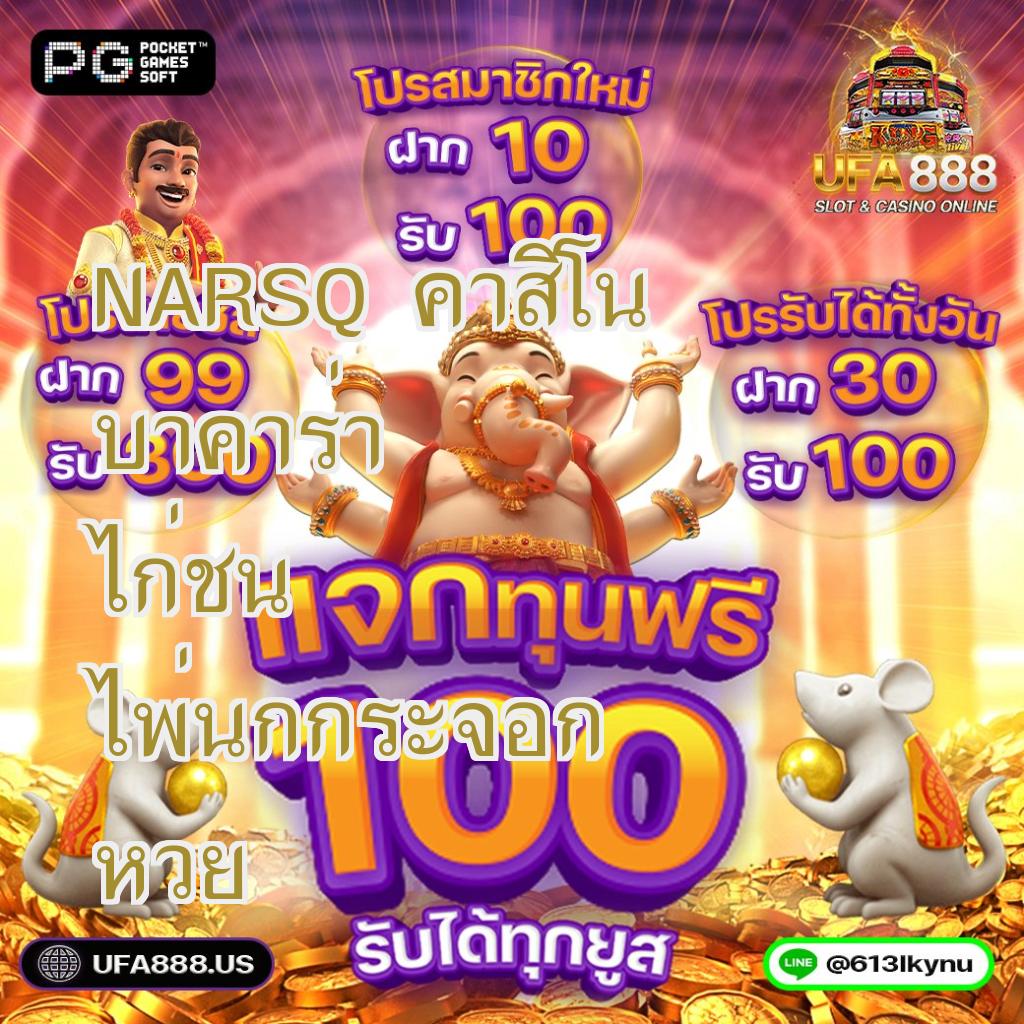 PG POCKET GAMES SOFT™
โปรสมาชิกใหม่
ฝาก 10
รับ 100
UFA888
SLOT & CASINO ONLINE
NARSQ คาสิโน
ฝาก 99
รับ 300
บาคาร่า
โปรรับได้ทั้งวัน
ฝาก 30
รับ 100
ไก่ชน
แจกทุนฟรี
ไพ่นกกระจอก
100
หวย
รับได้ทุกยูส
UFA888.US
LINE @613lkynu